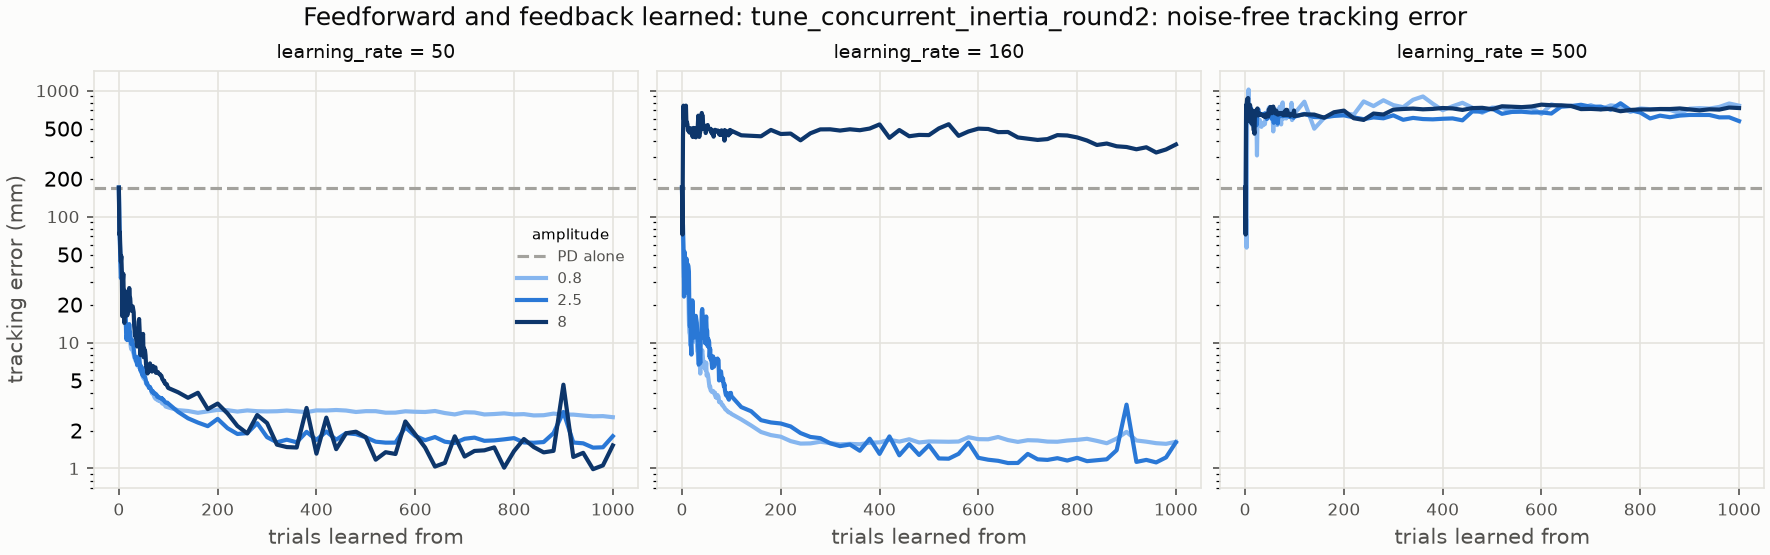 Feedforward and feedback learned: tune_concurrent_inertia_round2: noise-free tracking error
learning_rate = 50
learning_rate = 160
learning_rate = 500
tracking error (mm)
1000
500
200
100
50
20
10
5
2
1
amplitude
PD alone
0.8
2.5
8
0 200 400 600 800 1000
0 200 400 600 800 1000
0 200 400 600 800 1000
trials learned from
trials learned from
trials learned from